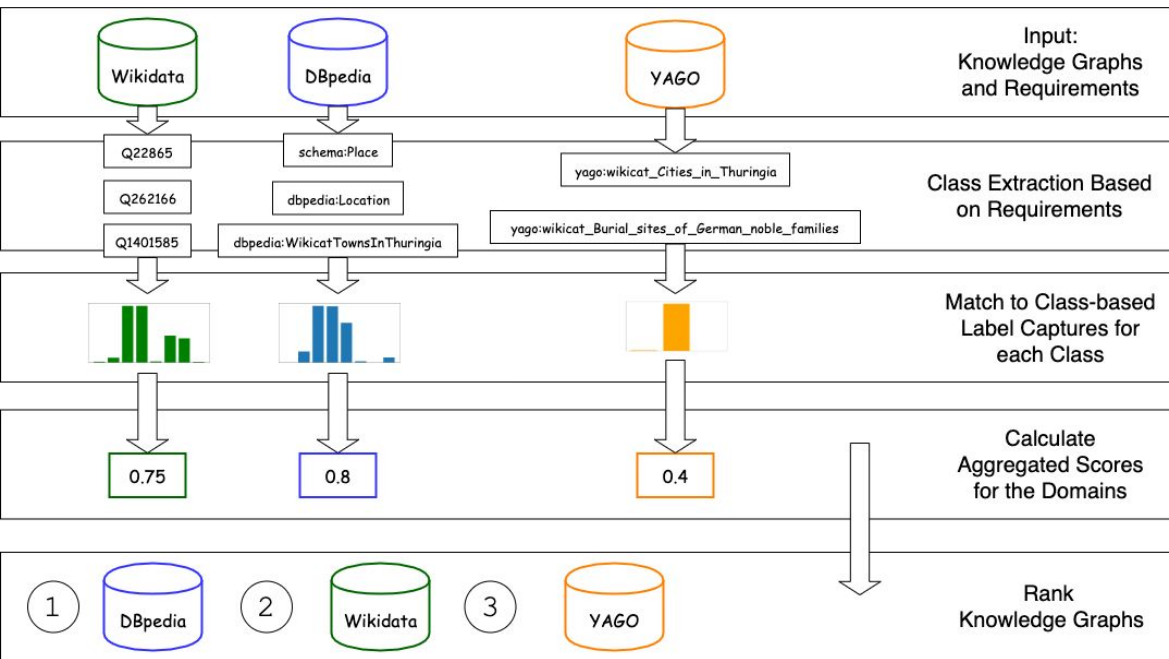 Wikidata
DBpedia
YAGO
Input:
Knowledge Graphs
and Requirements
Q22865
schema:Place
yago:wikicat_Cities_in_Thuringia
Q262166
dbpedia:Location
Class Extraction Based
on Requirements
Q1401585
dbpedia:WikicatTownsInThuringia
yago:wikicat_Burial_sites_of_German_noble_families
Match to Class-based
Label Captures for
each Class
0.75
0.8
0.4
Calculate
Aggregated Scores
for the Domains
1
DBpedia
2
Wikidata
3
YAGO
Rank
Knowledge Graphs